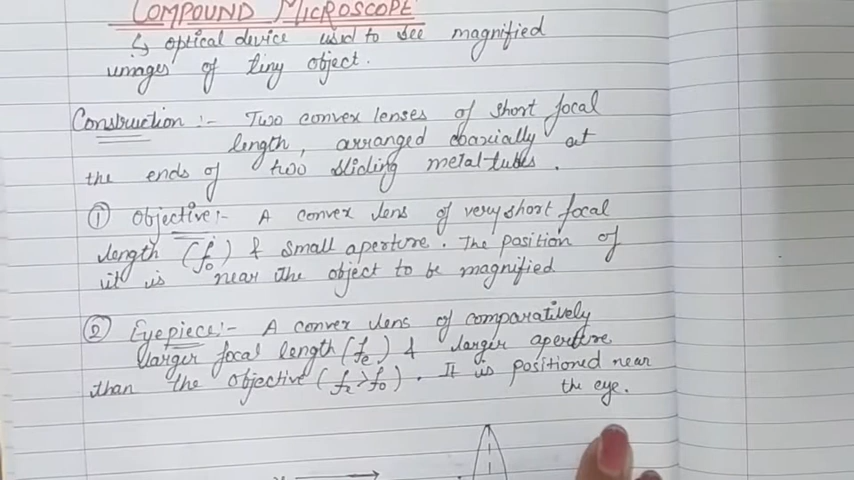 COMPOUND MICROSCOPE
↳ optical device used to see magnified
images of tiny object.
Construction :- Two convex lenses of short focal
length, arranged coaxially at
the ends of two sliding metal tubes.
① Objective :- A convex lens of very short focal
length (fo) & small aperture. The position of
it is near the object to be magnified
② Eyepiece :- A convex lens of comparatively
larger focal length (fe) & larger aperture
than the objective (fe > fo). It is positioned near
the eye.